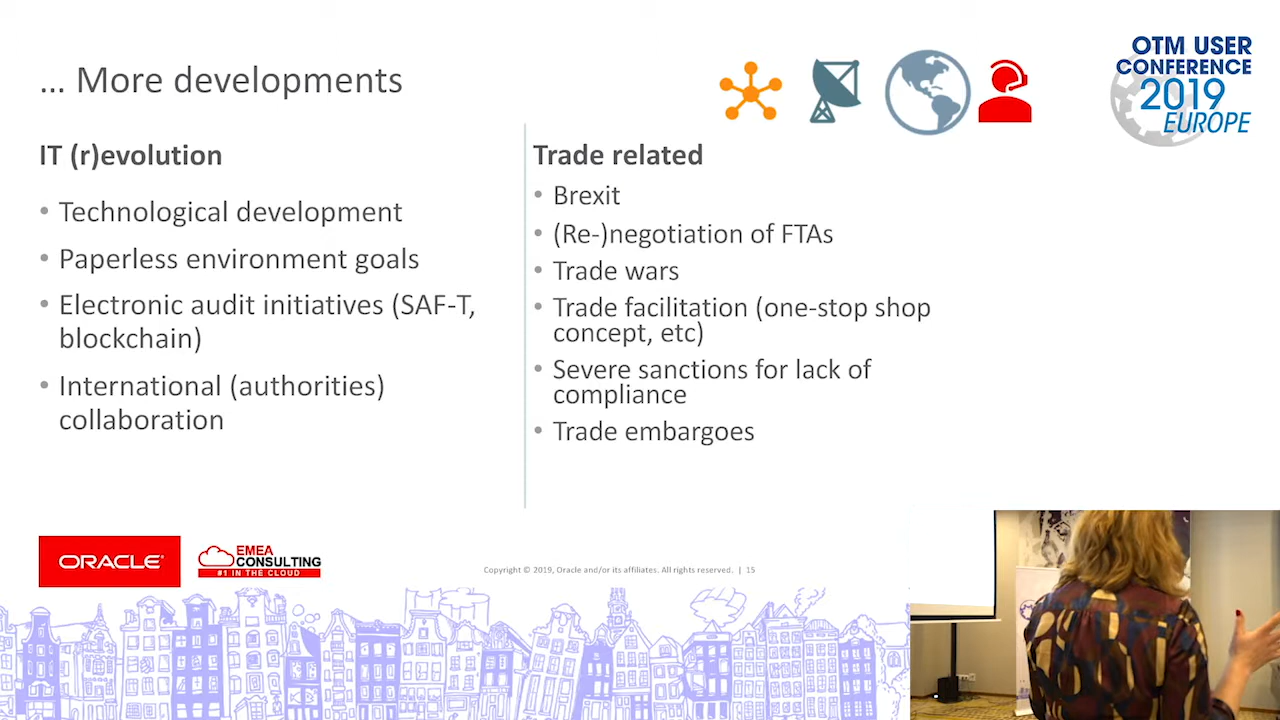 ... More developments
OTM USER
CONFERENCE
2019
EUROPE
IT (r)evolution
• Technological development
• Paperless environment goals
• Electronic audit initiatives (SAF-T,
blockchain)
• International (authorities)
collaboration
Trade related
• Brexit
• (Re-)negotiation of FTAs
• Trade wars
• Trade facilitation (one-stop shop
concept, etc)
• Severe sanctions for lack of
compliance
• Trade embargoes
ORACLE®
EMEA
CONSULTING
#1 IN THE CLOUD
Copyright © 2019, Oracle and/or its affiliates. All rights reserved. | 15